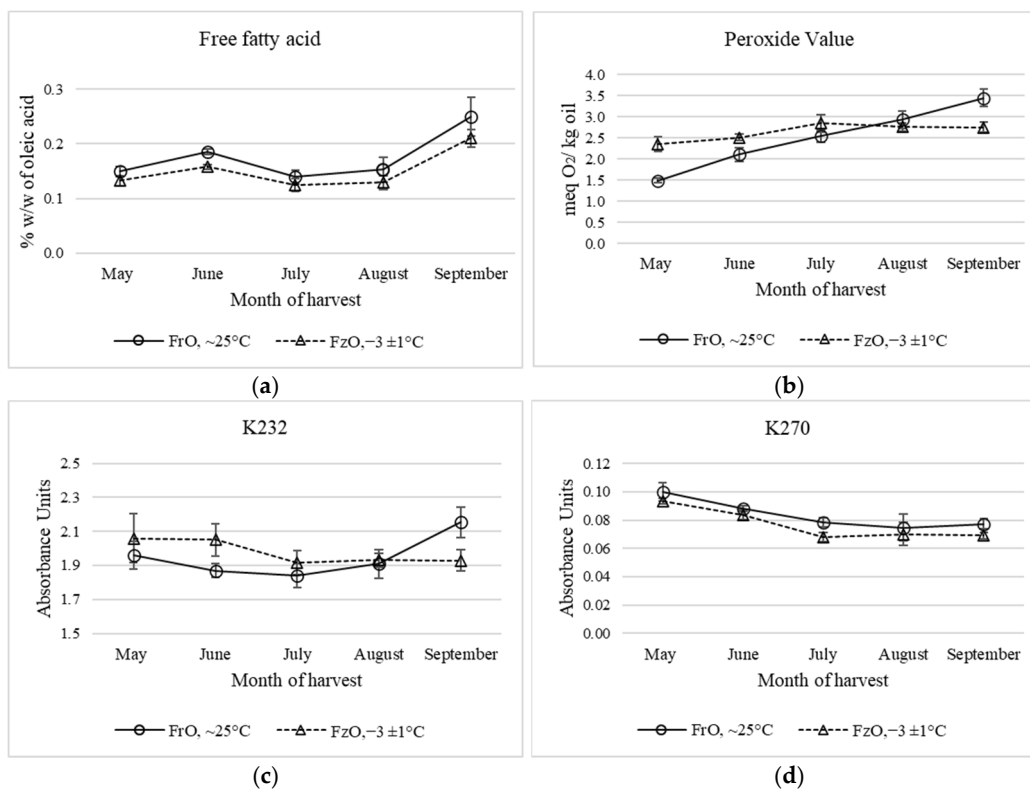 Free fatty acid
% w/w of oleic acid
0.3
0.2
0.1
0.0
May June July August September
Month of harvest
FrO, ~25°C FzO,−3 ±1°C
(a)
Peroxide Value
meq O₂/ kg oil
4.0
3.5
3.0
2.5
2.0
1.5
1.0
0.5
0.0
May June July August September
Month of harvest
FrO, ~25°C FzO,−3 ±1°C
(b)
K232
Absorbance Units
2.5
2.3
2.1
1.9
1.7
1.5
May June July August September
Month of harvest
FrO, ~25°C FzO,−3 ±1°C
(c)
K270
Absorbance Units
0.12
0.10
0.08
0.06
0.04
0.02
0.00
May June July August September
Month of harvest
FrO, ~25°C FzO,−3 ±1°C
(d)